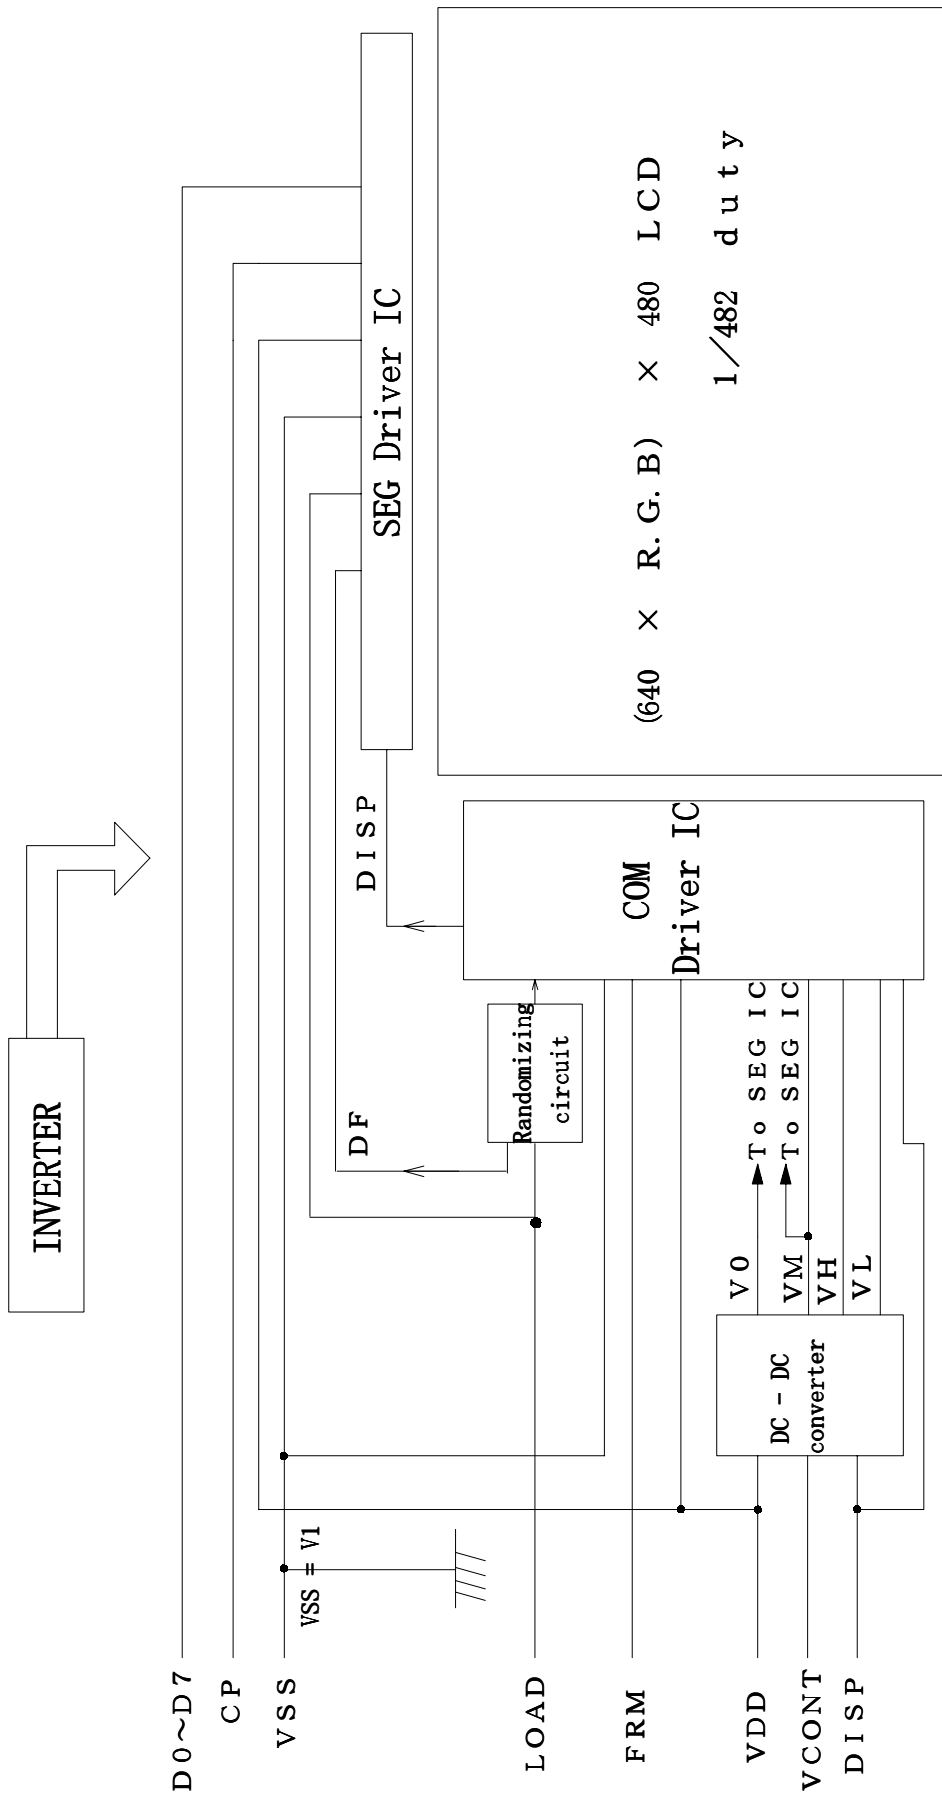 INVERTER
D0~D7
CP
VSS
VSS = V1
LOAD
FRM
VDD
VCONT
DISP
DF
DISP
SEG Driver IC
Randomizing
circuit
COM
Driver IC
DC - DC
converter
V0
VM
VH
VL
To SEG IC
To SEG IC
(640 × R.G.B) × 480 LCD
1/482 duty